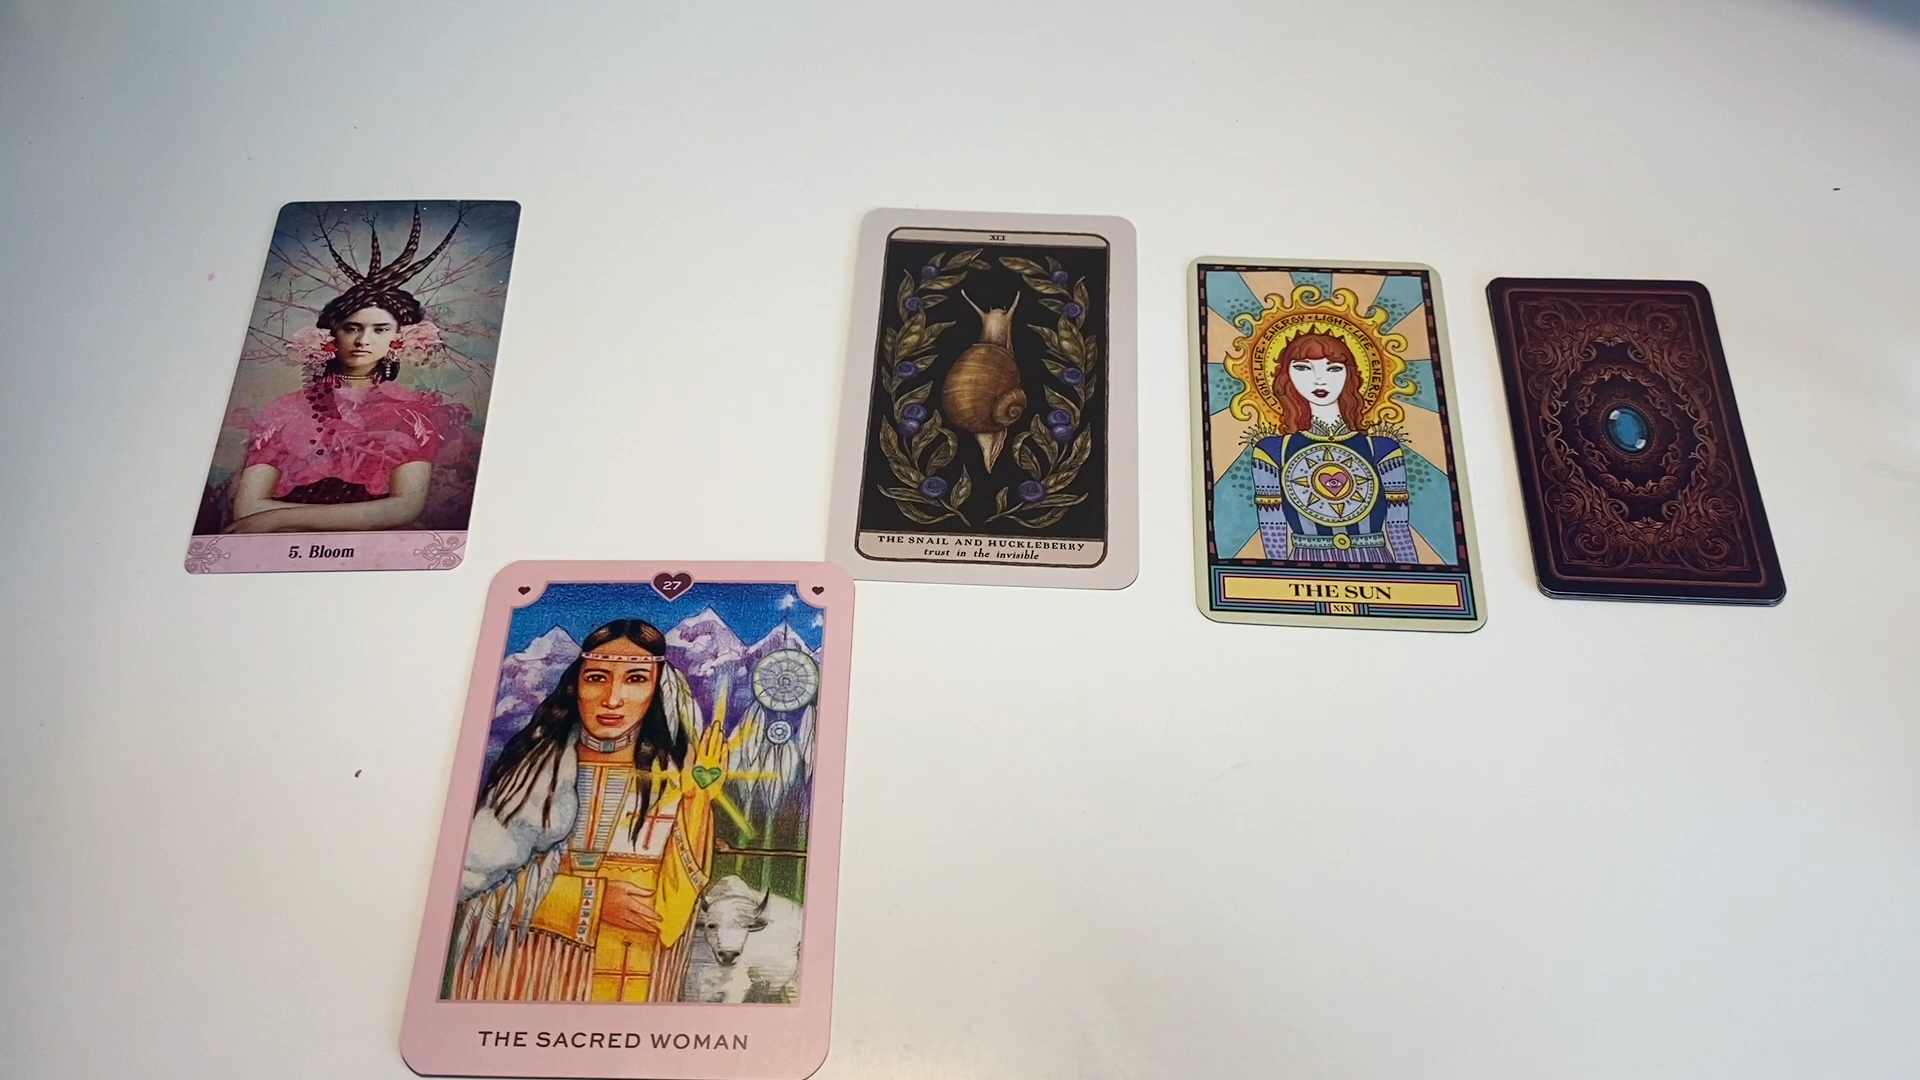 5. Bloom
27
THE SACRED WOMAN
XLI
THE SNAIL AND HUCKLEBERRY
trust in the invisible
LIGHT · LIFE · ENERGY · LIGHT · LIFE · ENERGY
THE SUN
XIX